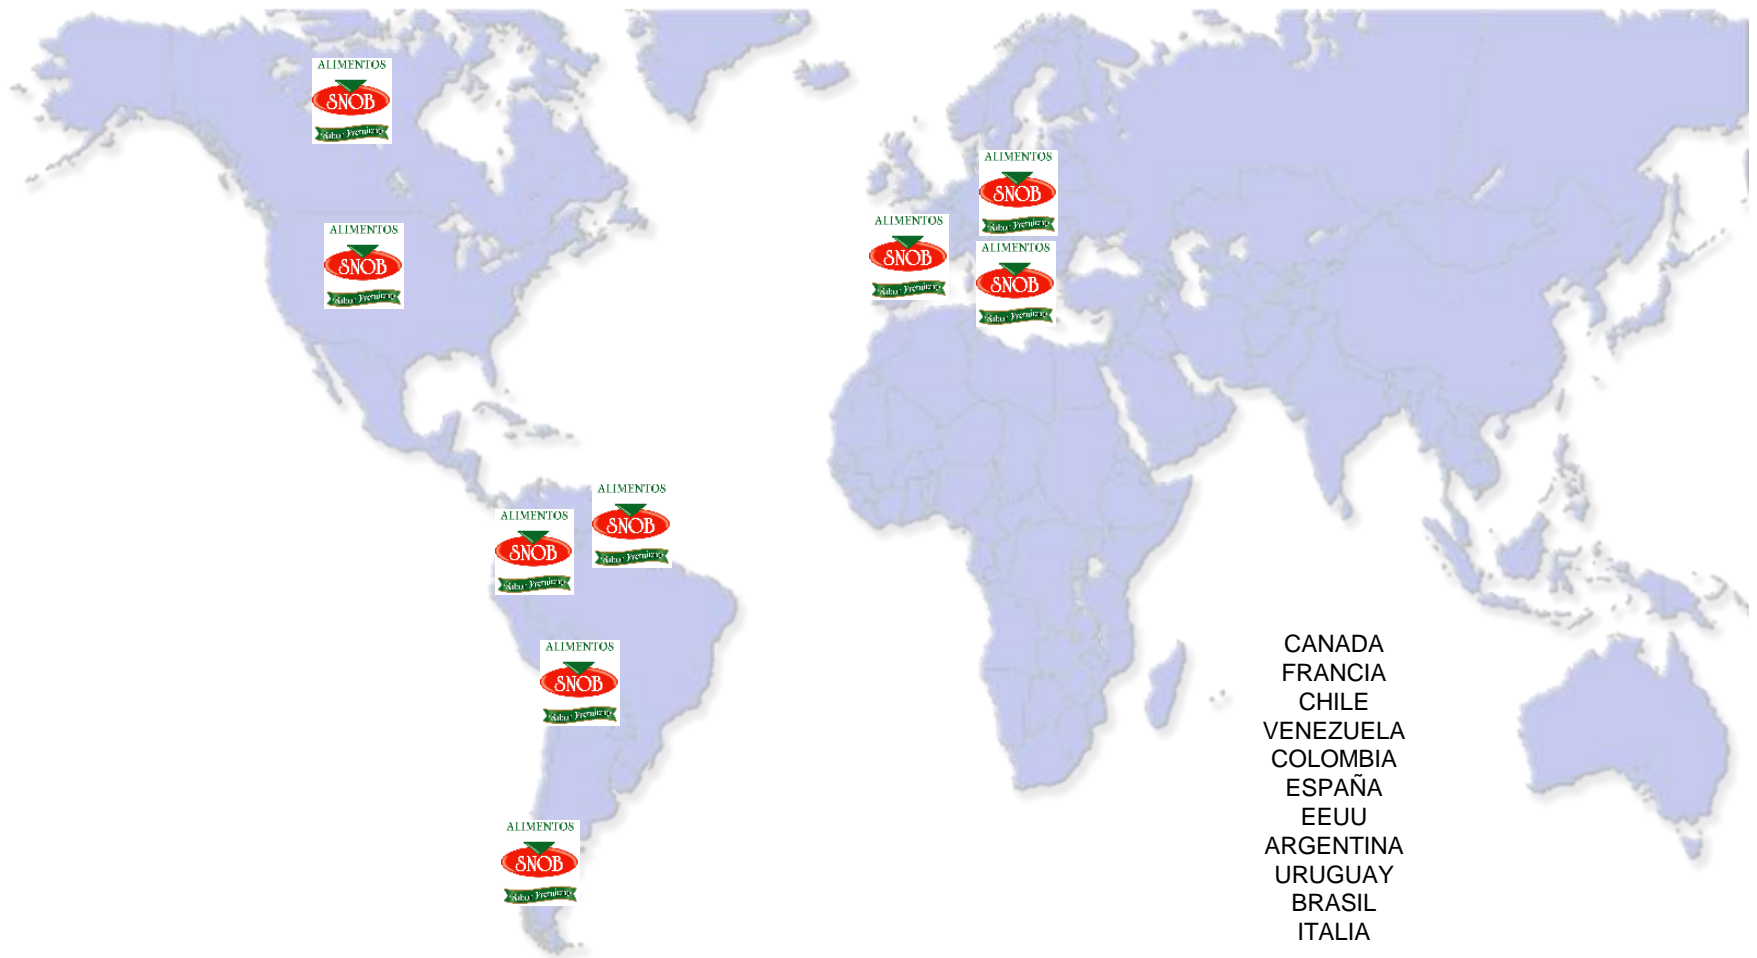 ALIMENTOS
SNOB
ALIMENTOS
SNOB
ALIMENTOS
SNOB
ALIMENTOS
SNOB
ALIMENTOS
SNOB
ALIMENTOS
SNOB
ALIMENTOS
SNOB
ALIMENTOS
SNOB
ALIMENTOS
SNOB
CANADA
FRANCIA
CHILE
VENEZUELA
COLOMBIA
ESPAÑA
EEUU
ARGENTINA
URUGUAY
BRASIL
ITALIA